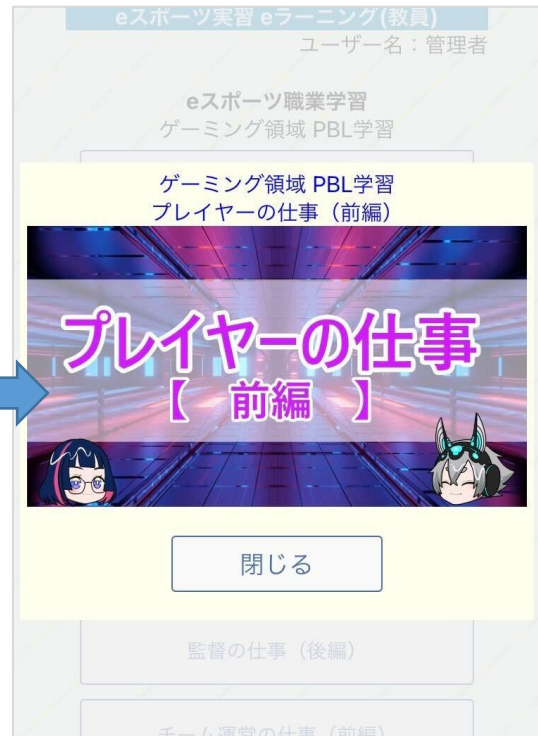 eスポーツ実習 eラーニング(教員)
ユーザー名：管理者
eスポーツ職業学習
ゲーミング領域 PBL学習
ゲーミング領域 PBL学習
プレイヤーの仕事（前編）
プレイヤーの仕事
【 前編 】
閉じる
監督の仕事（後編）
チーム運営の仕事（前編）